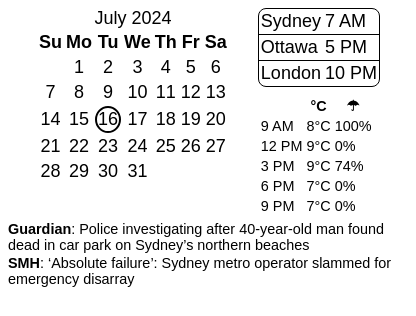 July 2024
Su Mo Tu We Th Fr Sa
1 2 3 4 5 6
7 8 9 10 11 12 13
14 15 16 17 18 19 20
21 22 23 24 25 26 27
28 29 30 31
Sydney 7 AM
Ottawa 5 PM
London 10 PM
°C ☂
9 AM 8°C 100%
12 PM 9°C 0%
3 PM 9°C 74%
6 PM 7°C 0%
9 PM 7°C 0%
Guardian: Police investigating after 40-year-old man found
dead in car park on Sydney’s northern beaches
SMH: ‘Absolute failure’: Sydney metro operator slammed for
emergency disarray